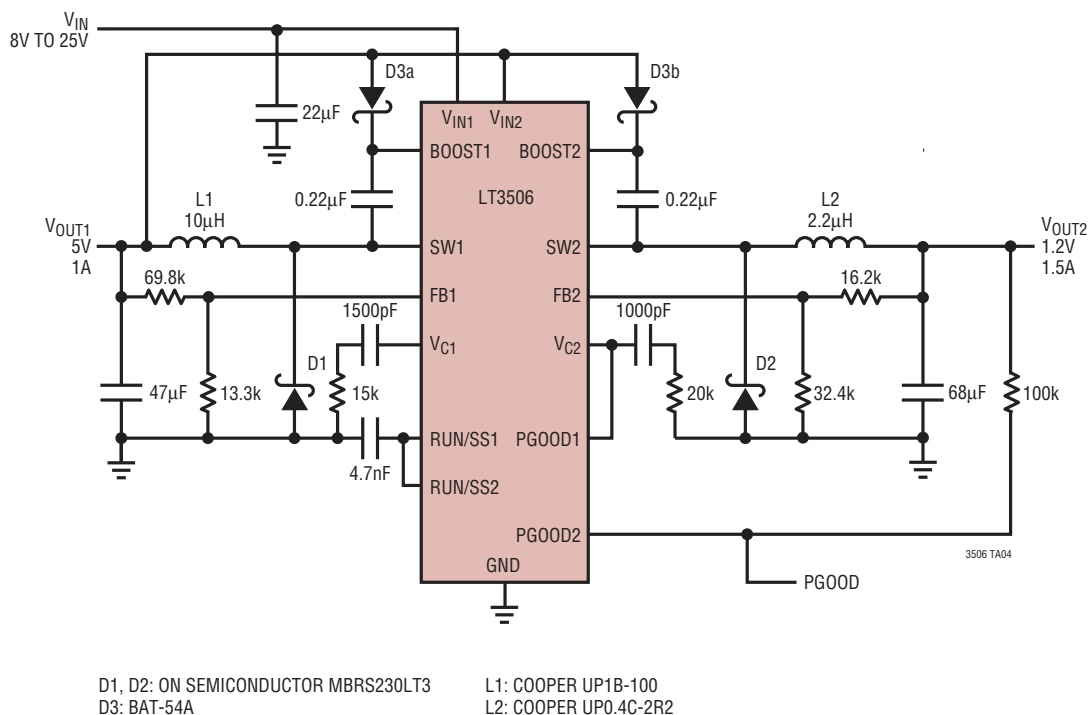 VIN
8V TO 25V
D3a
D3b
22µF
VIN1 VIN2
BOOST1 BOOST2
LT3506
0.22µF
0.22µF
L1
10µH
L2
2.2µH
VOUT1
5V
1A
SW1 SW2
VOUT2
1.2V
1.5A
69.8k
FB1 FB2
16.2k
1500pF
1000pF
VC1 VC2
D1
D2
47µF
13.3k
15k
20k
32.4k
68µF
100k
RUN/SS1 PGOOD1
4.7nF
RUN/SS2
PGOOD2
GND
3506 TA04
PGOOD
D1, D2: ON SEMICONDUCTOR MBRS230LT3
D3: BAT-54A
L1: COOPER UP1B-100
L2: COOPER UP0.4C-2R2